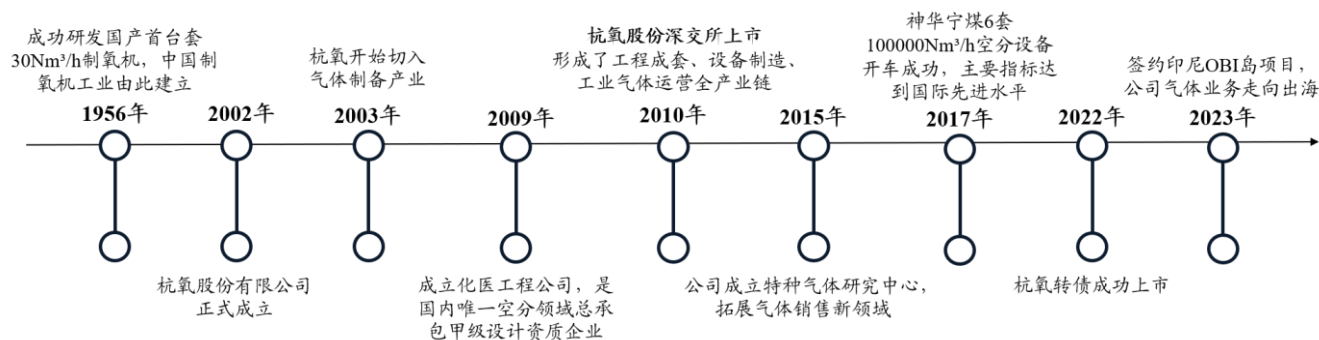 成功研发国产首台套
30Nm³/h制氧机，中国制
氧机工业由此建立
1956年
2002年
杭氧股份有限公司
正式成立
杭氧开始切入
气体制备产业
2003年
2009年
成立化医工程公司，是
国内唯一空分领域总承
包甲级设计资质企业
杭氧股份深交所上市
形成了工程成套、设备制造、
工业气体运营全产业链
2010年
2015年
公司成立特种气体研究中心，
拓展气体销售新领域
神华宁煤6套
100000Nm³/h空分设备
开车成功，主要指标达
到国际先进水平
2017年
2022年
杭氧转债成功上市
签约印尼OBI岛项目，
公司气体业务走向出海
2023年